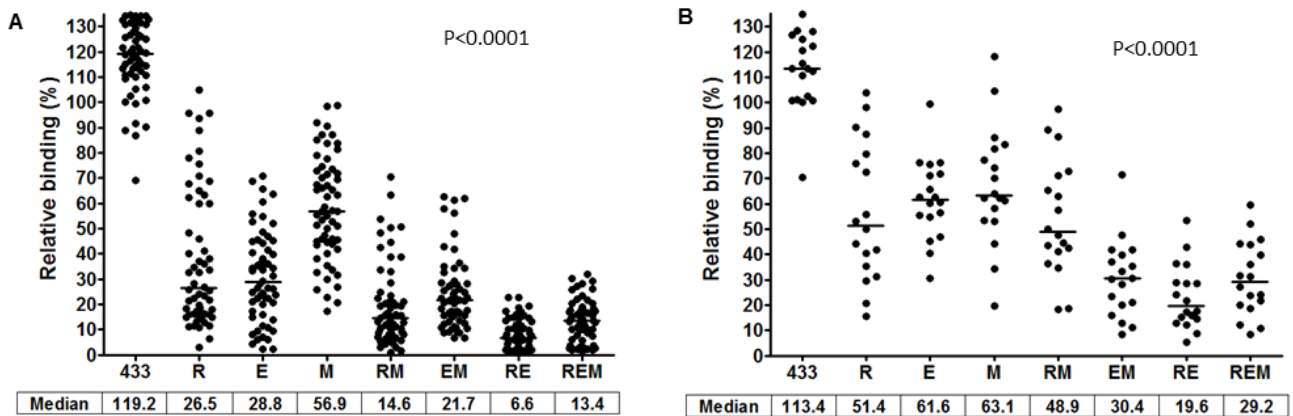 A
P<0.0001
Relative binding (%)
130
120
110
100
90
80
70
60
50
40
30
20
10
0
433 R E M RM EM RE REM
Median 119.2 26.5 28.8 56.9 14.6 21.7 6.6 13.4
B
P<0.0001
Relative binding (%)
130
120
110
100
90
80
70
60
50
40
30
20
10
0
433 R E M RM EM RE REM
Median 113.4 51.4 61.6 63.1 48.9 30.4 19.6 29.2